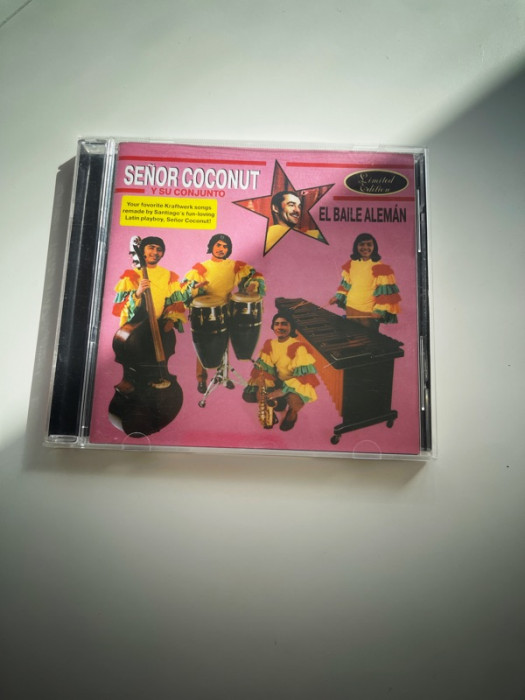 SEÑOR COCONUT
Y SU CONJUNTO
Your favorite Kraftwerk songs
remade by Santiago's fun-loving
Latin playboy, Señor Coconut!
Limited
Edition
EL BAILE ALEMÁN